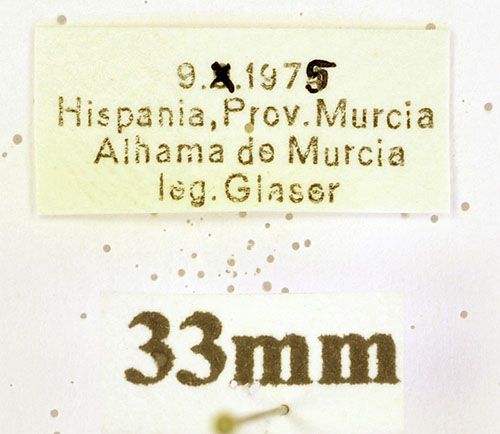 9.X.1975
Hispania, Prov. Murcia
Alhama de Murcia
leg. Glaser
33mm